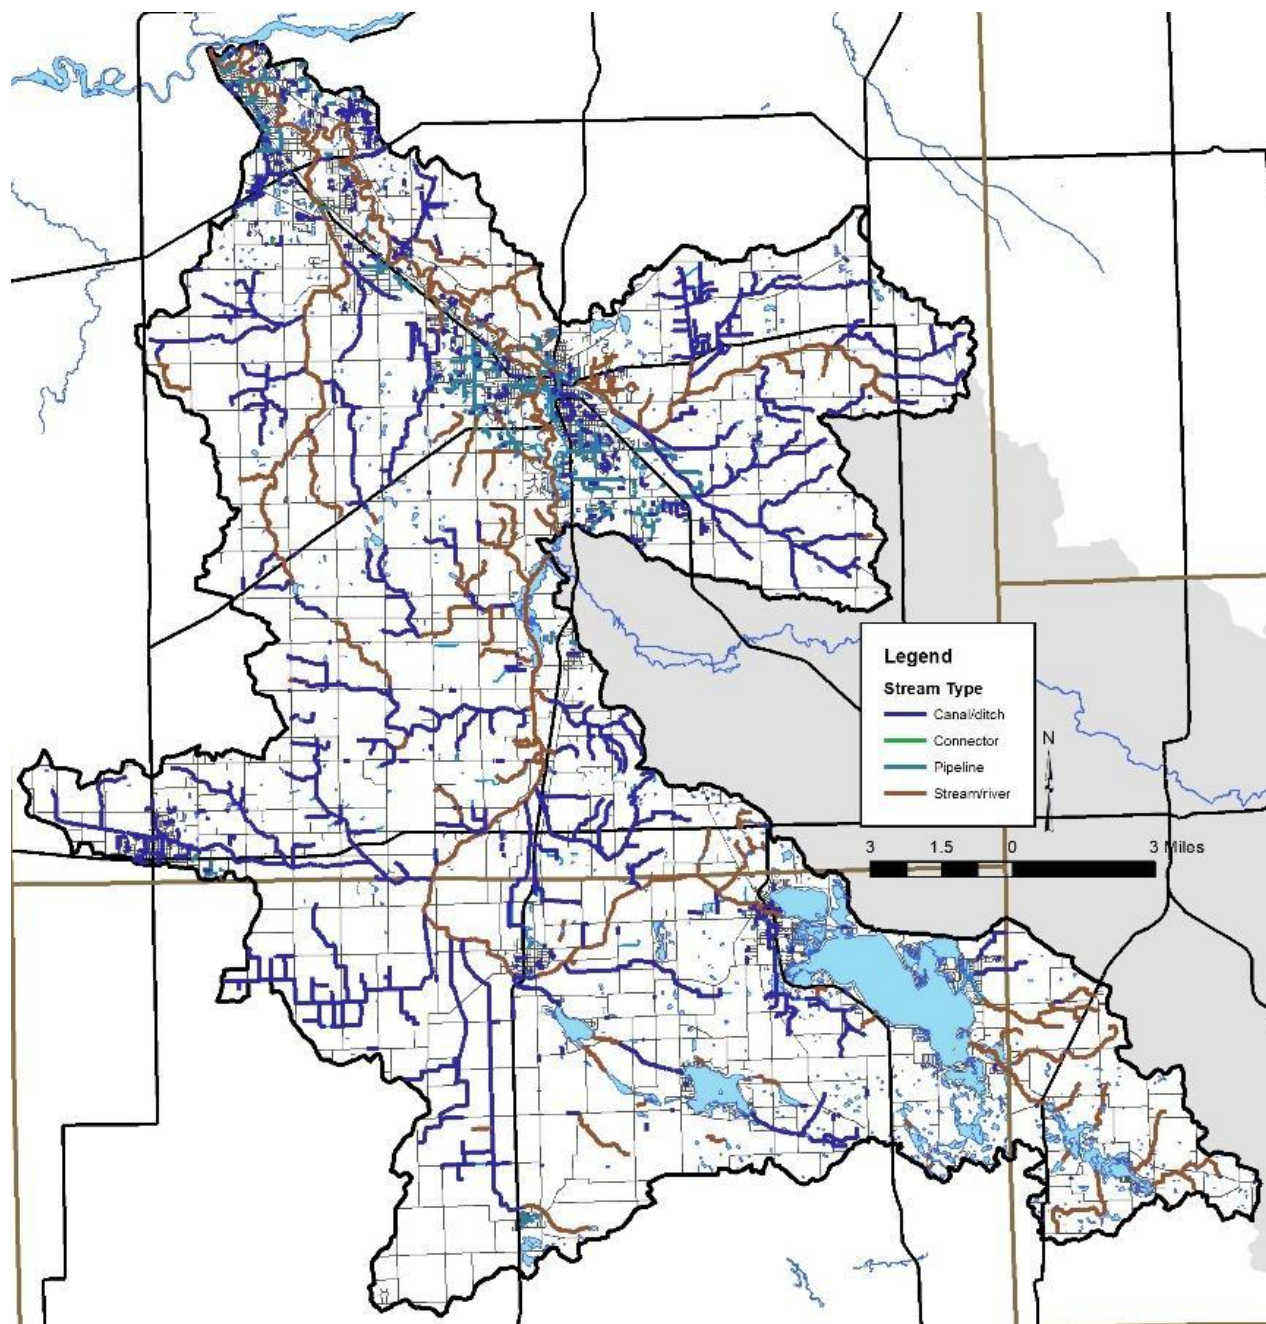 Legend
Stream Type
Canal/ditch
Connector
Pipeline
Stream/river
N
3 1.5 0 3 Miles